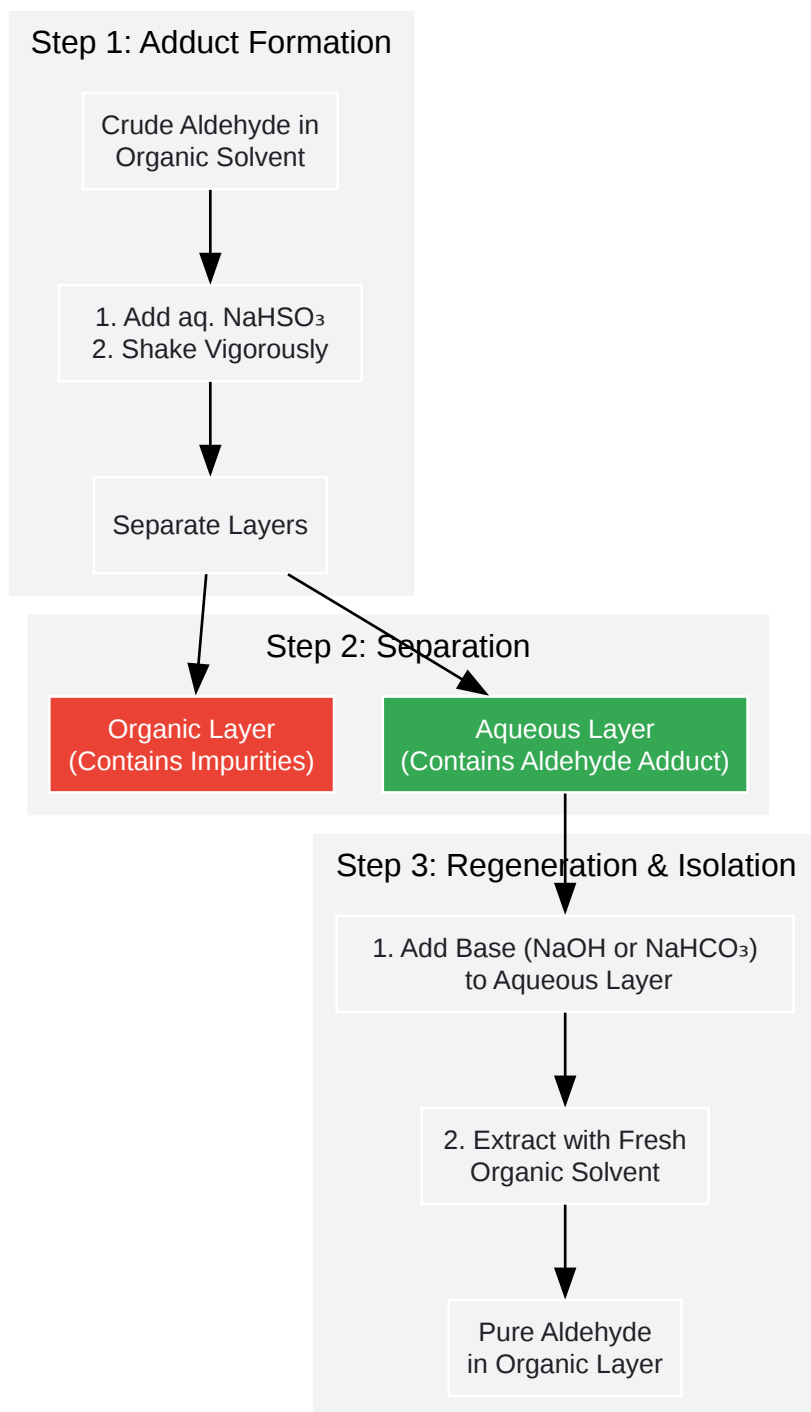 Step 1: Adduct Formation
Crude Aldehyde in
Organic Solvent
1. Add aq. NaHSO₃
2. Shake Vigorously
Separate Layers
Step 2: Separation
Organic Layer
(Contains Impurities)
Aqueous Layer
(Contains Aldehyde Adduct)
Step 3: Regeneration & Isolation
1. Add Base (NaOH or NaHCO₃)
to Aqueous Layer
2. Extract with Fresh
Organic Solvent
Pure Aldehyde
in Organic Layer